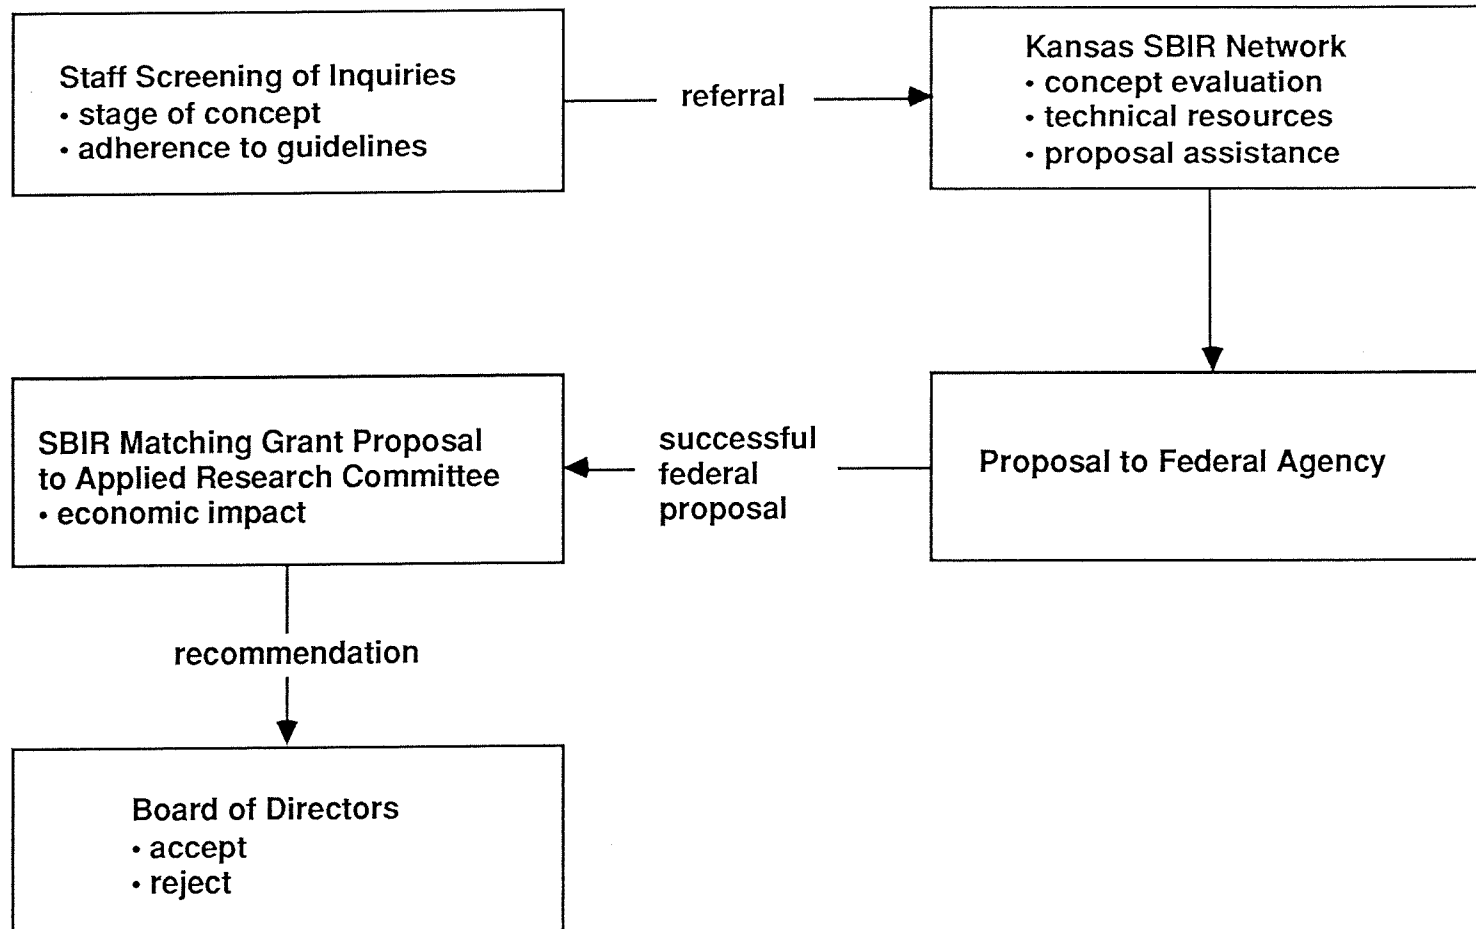 Staff Screening of Inquiries
• stage of concept
• adherence to guidelines
referral
Kansas SBIR Network
• concept evaluation
• technical resources
• proposal assistance
Proposal to Federal Agency
successful
federal
proposal
SBIR Matching Grant Proposal
to Applied Research Committee
• economic impact
recommendation
Board of Directors
• accept
• reject